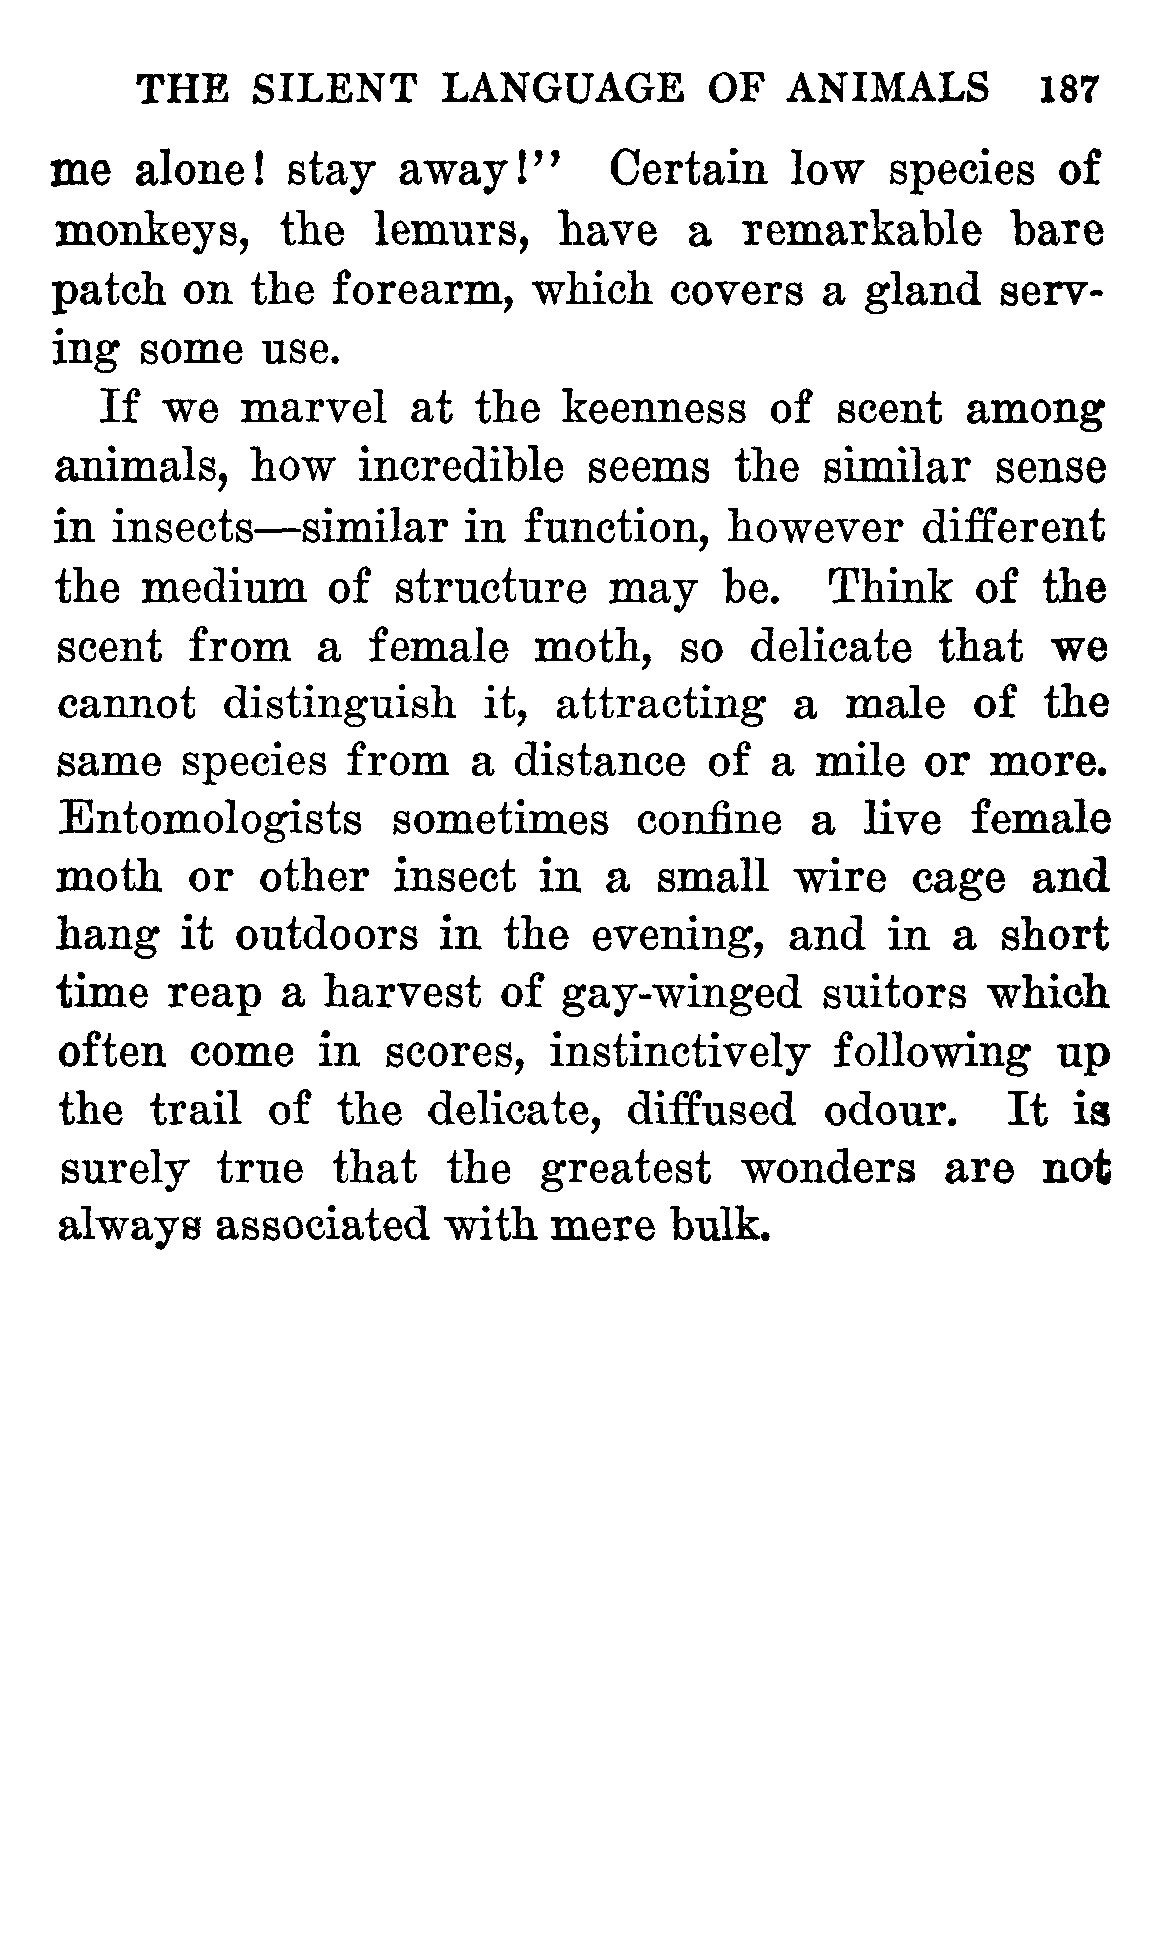 THE SILENT LANGUAGE OF ANIMALS 187
me alone! stay away!" Certain low species of
monkeys, the lemurs, have a remarkable bare
patch on the forearm, which covers a gland serv-
ing some use.
If we marvel at the keenness of scent among
animals, how incredible seems the similar sense
in insects—similar in function, however different
the medium of structure may be. Think of the
scent from a female moth, so delicate that we
cannot distinguish it, attracting a male of the
same species from a distance of a mile or more.
Entomologists sometimes confine a live female
moth or other insect in a small wire cage and
hang it outdoors in the evening, and in a short
time reap a harvest of gay-winged suitors which
often come in scores, instinctively following up
the trail of the delicate, diffused odour. It is
surely true that the greatest wonders are not
always associated with mere bulk.